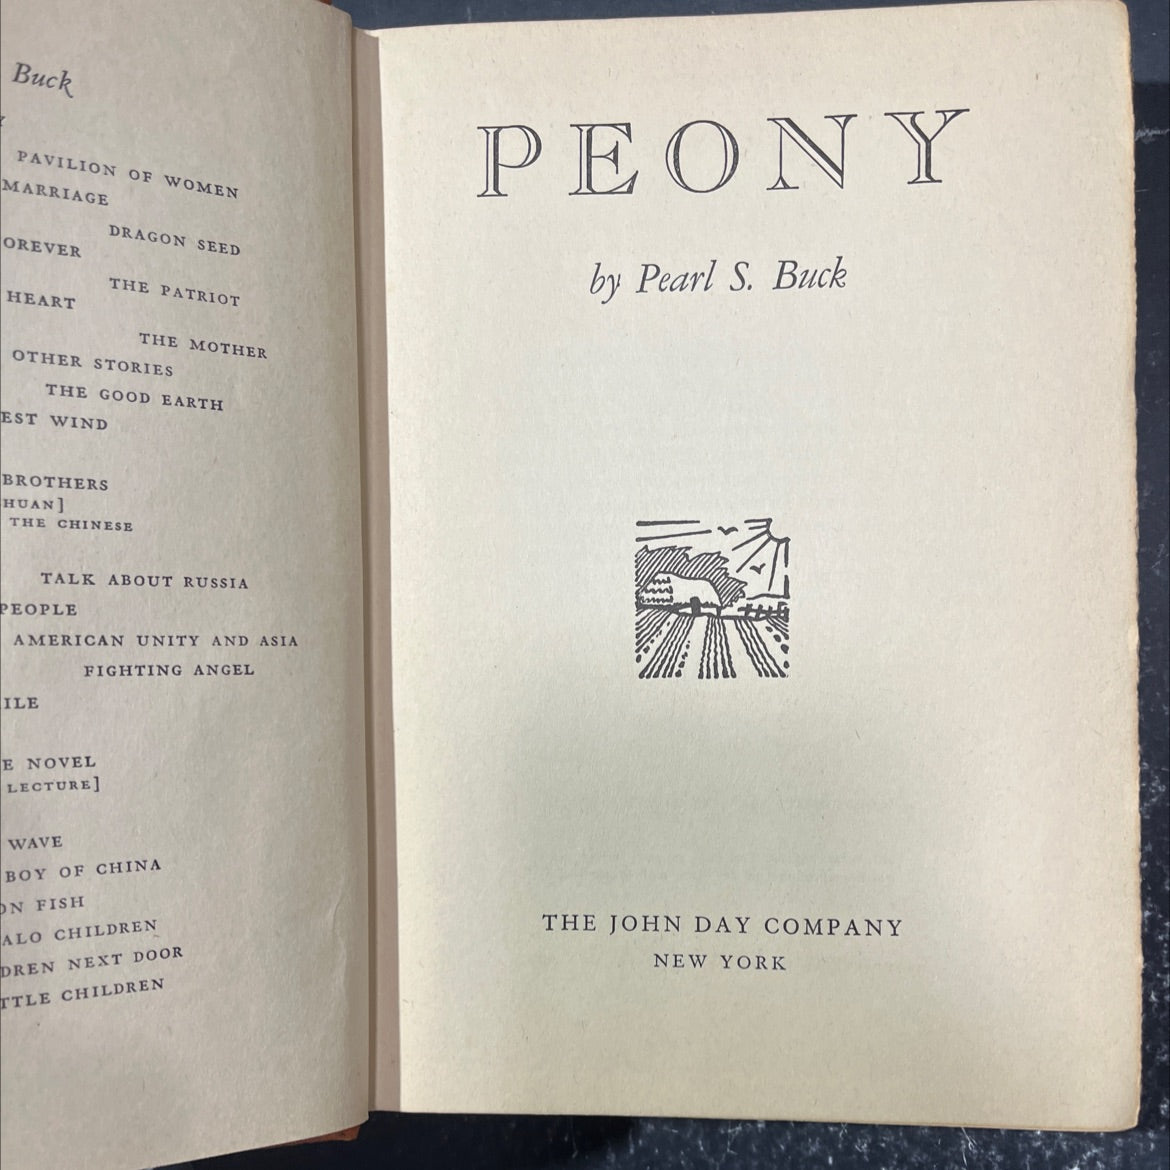 Buck
PAVILION OF WOMEN
MARRIAGE
DRAGON SEED
OREVER
THE PATRIOT
HEART
THE MOTHER
OTHER STORIES
THE GOOD EARTH
EST WIND
BROTHERS
HUAN]
THE CHINESE
TALK ABOUT RUSSIA
PEOPLE
AMERICAN UNITY AND ASIA
FIGHTING ANGEL
ILE
E NOVEL
LECTURE]
WAVE
BOY OF CHINA
ON FISH
ALO CHILDREN
DREN NEXT DOOR
TTLE CHILDREN
PEONY
by Pearl S. Buck
THE JOHN DAY COMPANY
NEW YORK